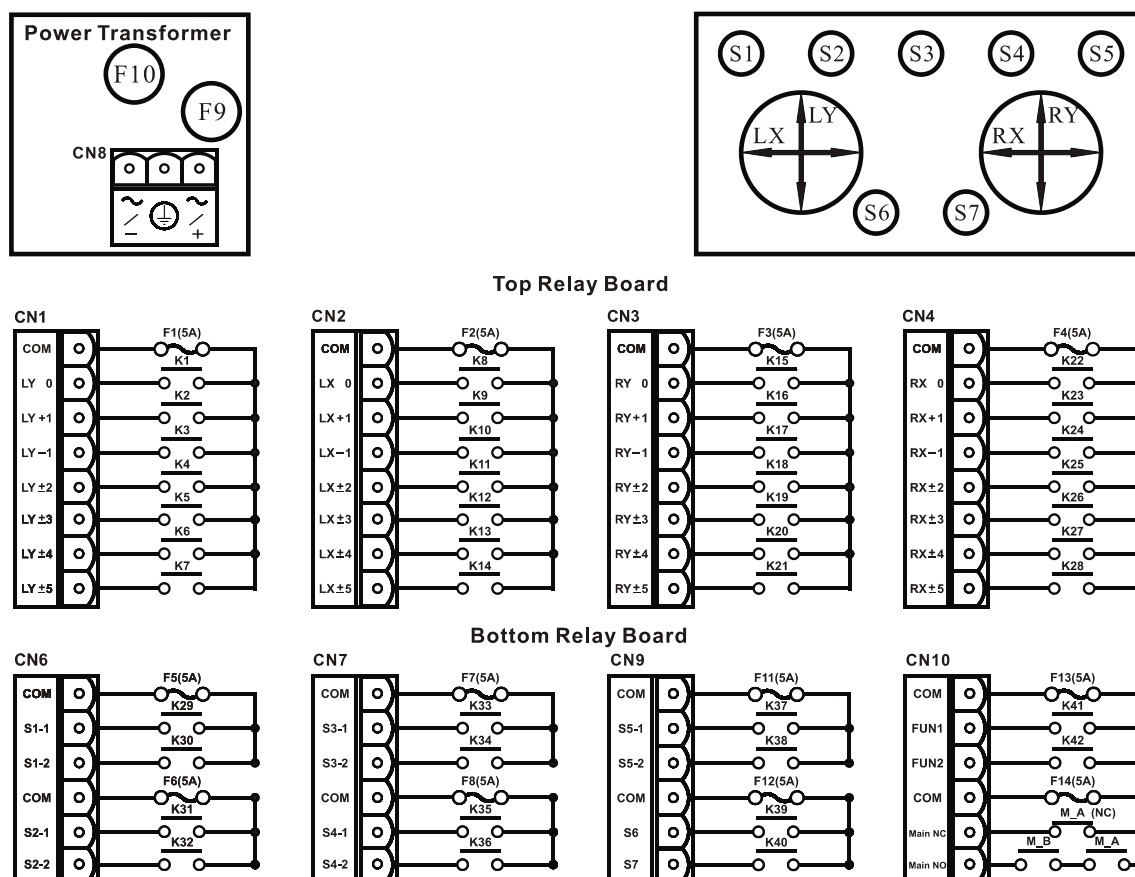 Power Transformer
F10
F9
CN8
∼ ∼
/ ⏚ /
− +
S1 S2 S3 S4 S5
LX LY RX RY
S6 S7
Top Relay Board
CN1
F1(5A)
COM
K1
LY 0
K2
LY+1
K3
LY−1
K4
LY±2
K5
LY±3
K6
LY±4
K7
LY±5
CN2
F2(5A)
COM
K8
LX 0
K9
LX+1
K10
LX−1
K11
LX±2
K12
LX±3
K13
LX±4
K14
LX±5
CN3
F3(5A)
COM
K15
RY 0
K16
RY+1
K17
RY−1
K18
RY±2
K19
RY±3
K20
RY±4
K21
RY±5
CN4
F4(5A)
COM
K22
RX 0
K23
RX+1
K24
RX−1
K25
RX±2
K26
RX±3
K27
RX±4
K28
RX±5
Bottom Relay Board
CN6
F5(5A)
COM
K29
S1-1
K30
S1-2
F6(5A)
COM
K31
S2-1
K32
S2-2
CN7
F7(5A)
COM
K33
S3-1
K34
S3-2
F8(5A)
COM
K35
S4-1
K36
S4-2
CN9
F11(5A)
COM
K37
S5-1
K38
S5-2
F12(5A)
COM
K39
S6
K40
S7
CN10
F13(5A)
COM
K41
FUN1
K42
FUN2
F14(5A)
COM
M_A (NC)
Main NC
M_B M_A
Main NO